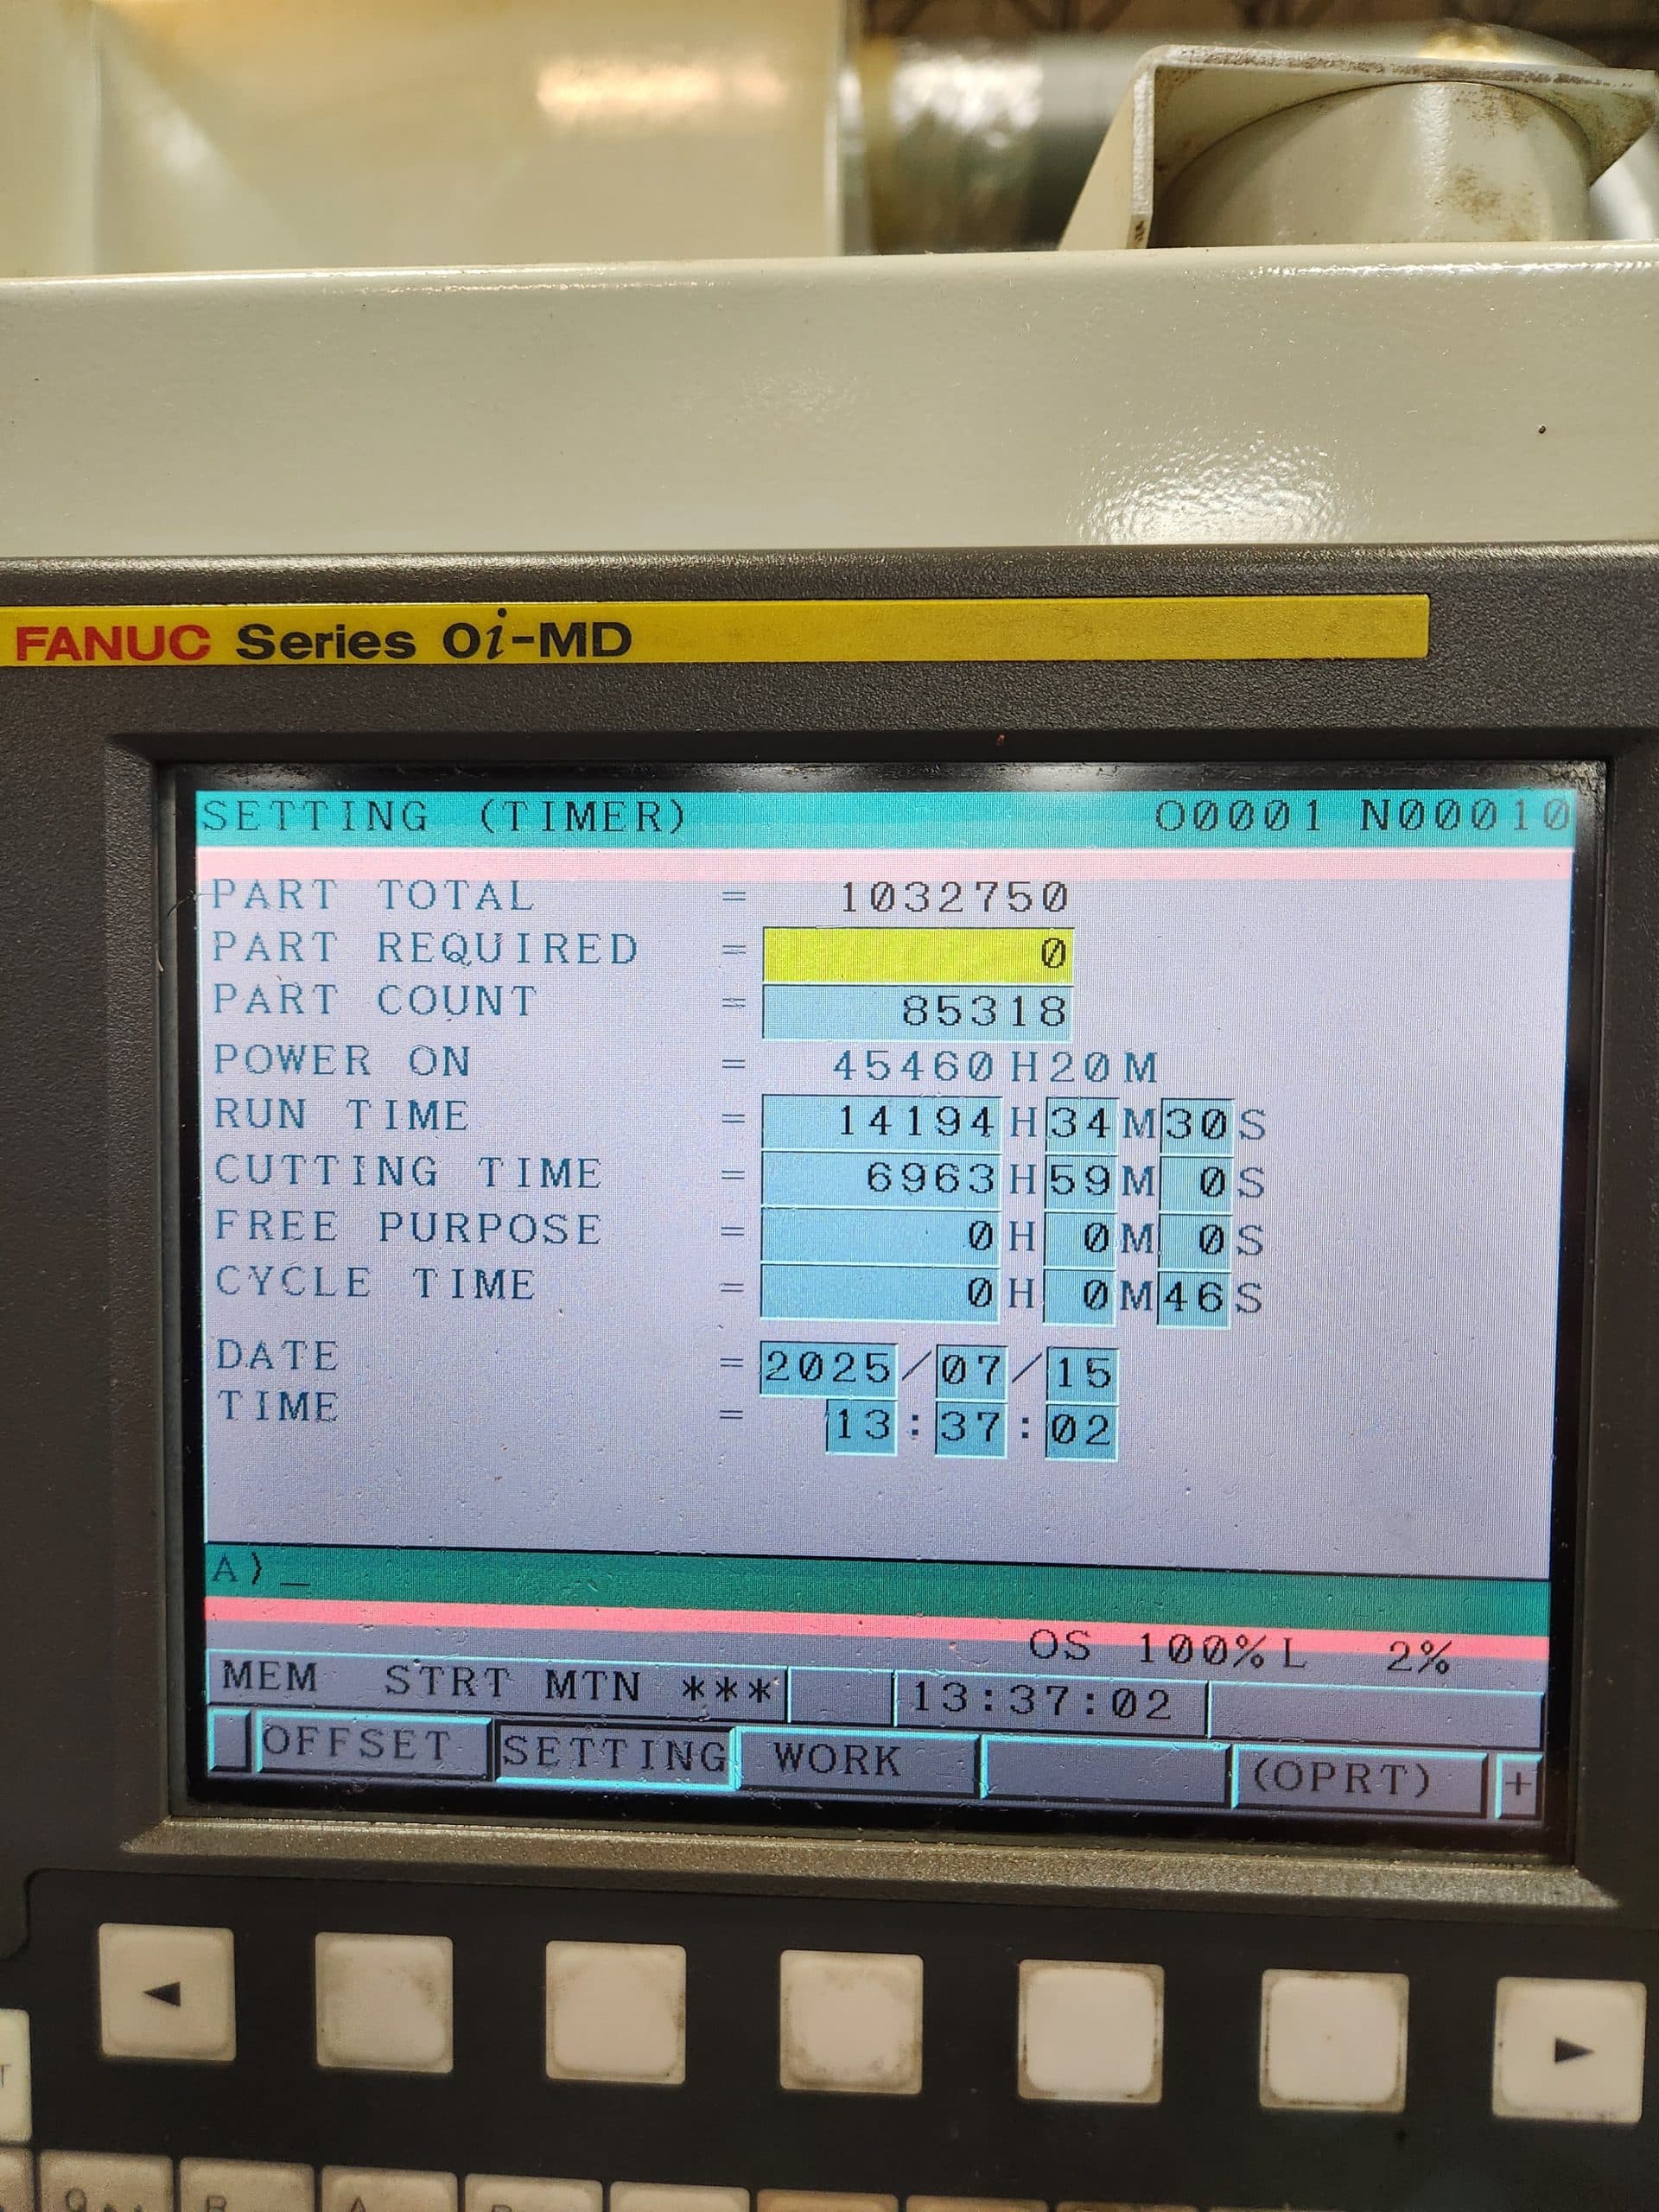 FANUC Series 0i-MD
SETTING (TIMER) O0001 N00010
PART TOTAL = 1032750
PART REQUIRED = 0
PART COUNT = 85318
POWER ON = 45460H20M
RUN TIME = 14194H34M30S
CUTTING TIME = 6963H59M 0S
FREE PURPOSE = 0H 0M 0S
CYCLE TIME = 0H 0M46S
DATE = 2025/07/15
TIME = 13:37:02
A)_
OS 100% L 2%
MEM STRT MTN *** 13:37:02
OFFSET SETTING WORK (OPRT) +